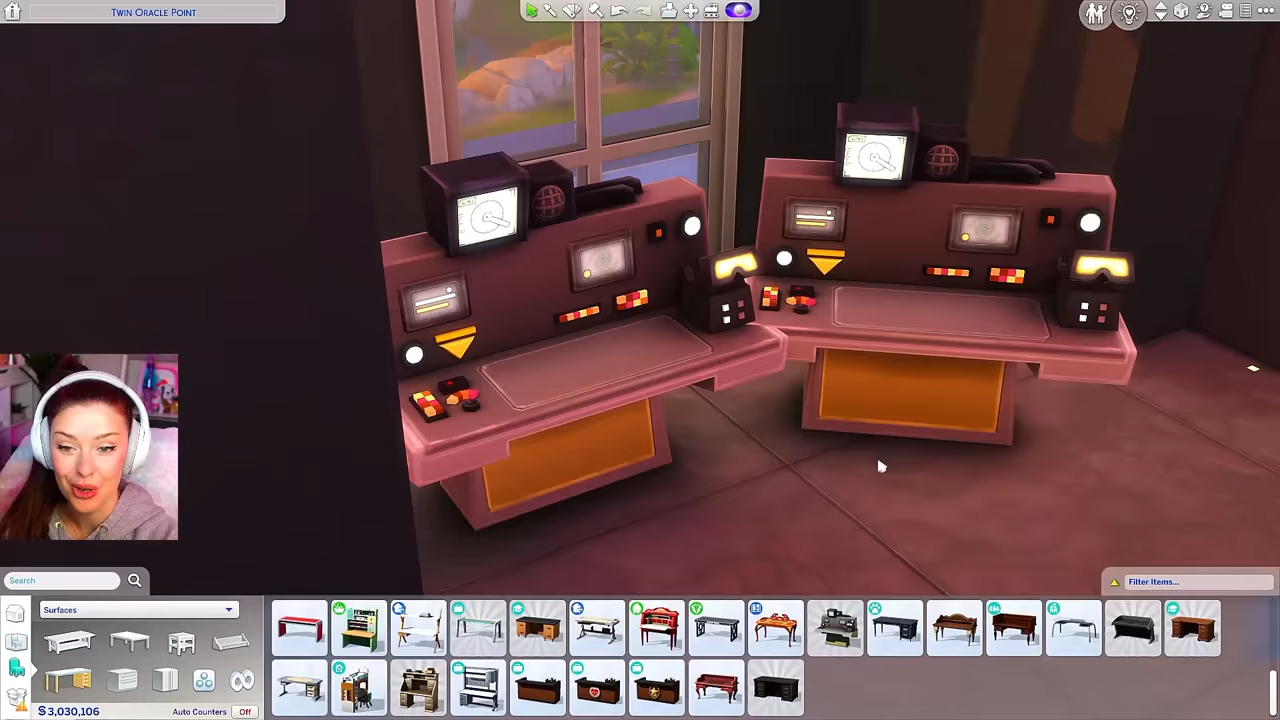 TWIN ORACLE POINT
Search
Filter Items...
Surfaces
$3,030,106
Auto Counters
Off